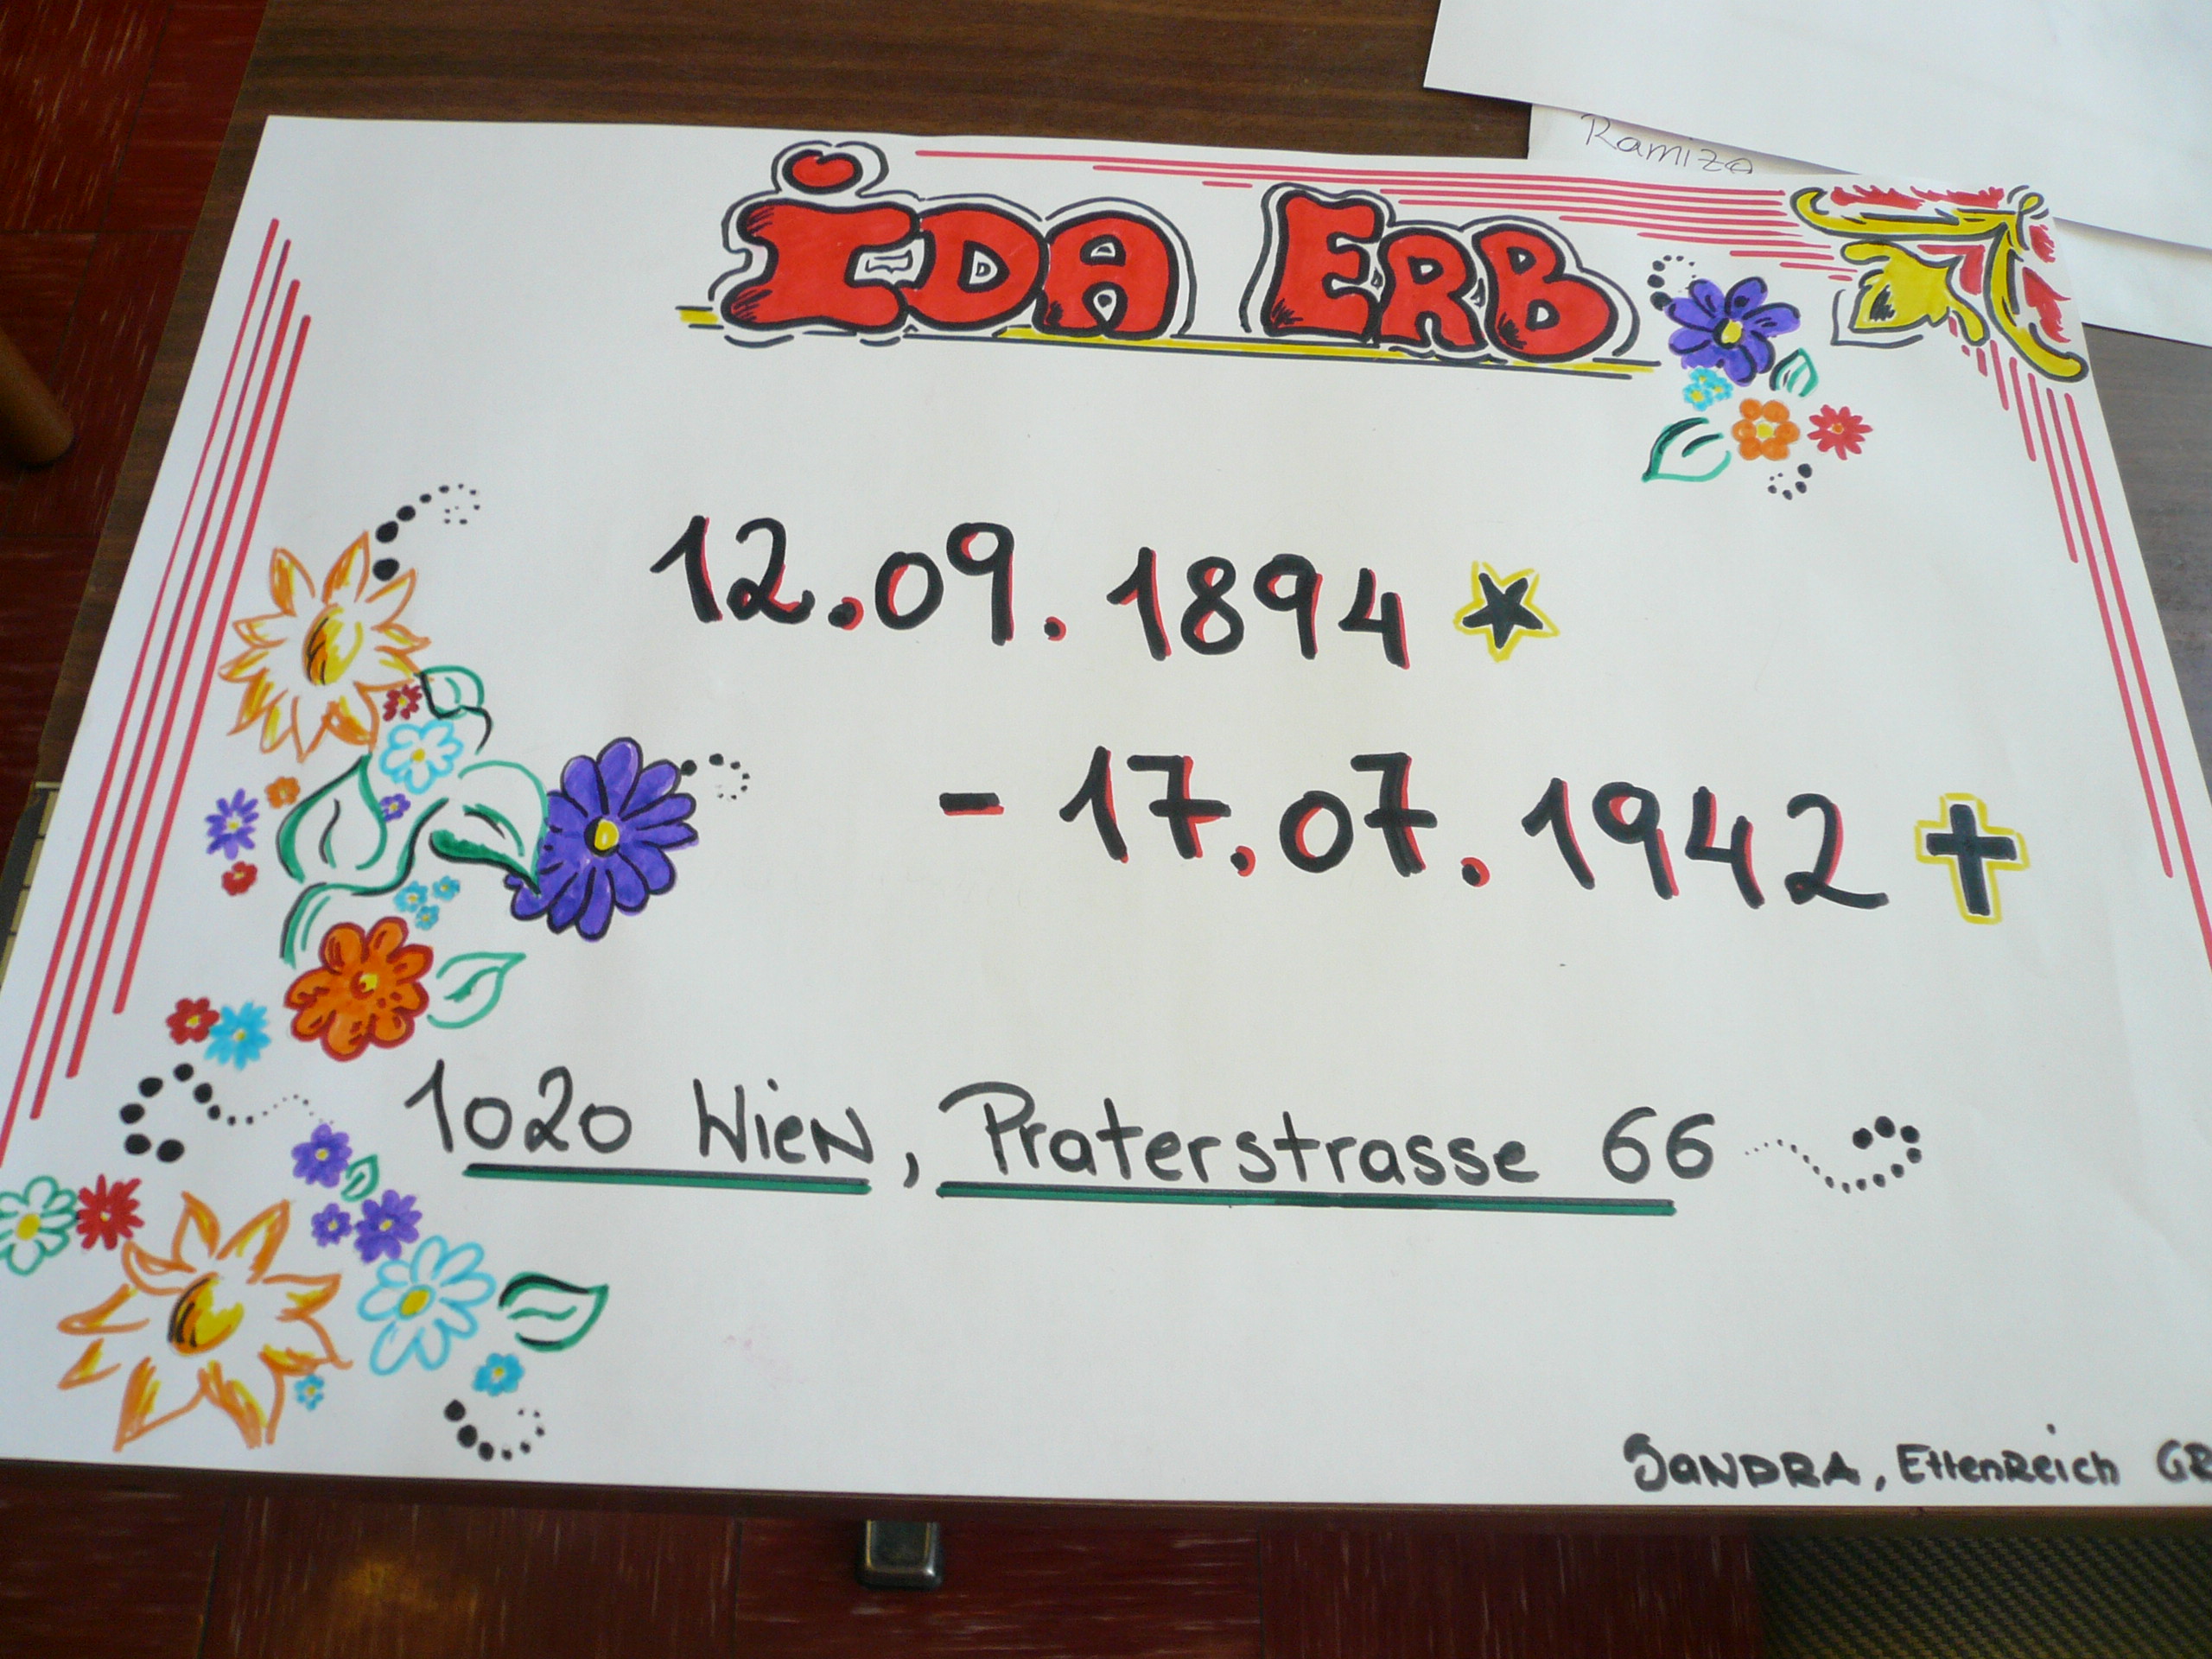 Ramiza
IDA ERB
12.09.1894
- 17.07.1942
1020 Wien, Praterstrasse 66
SANDRA, EttenReich